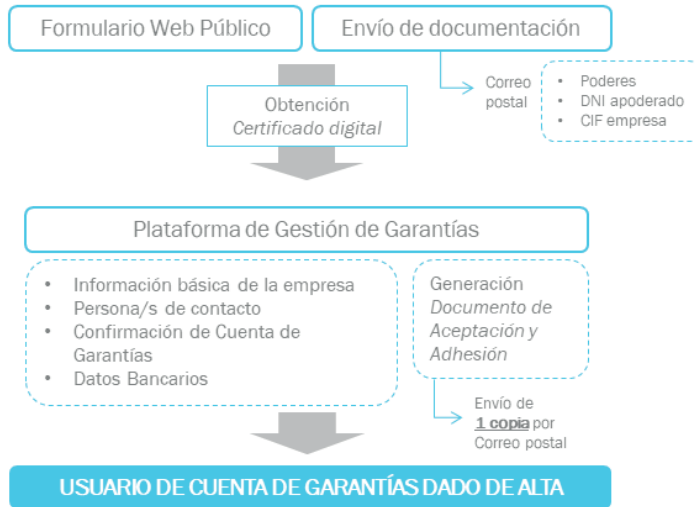 Formulario Web Público
Envío de documentación
Correo
postal
• Poderes
• DNI apoderado
• CIF empresa
Obtención
Certificado digital
Plataforma de Gestión de Garantías
• Información básica de la empresa
• Persona/s de contacto
• Confirmación de Cuenta de
Garantías
• Datos Bancarios
Generación
Documento de
Aceptación y
Adhesión
Envío de
1 copia por
Correo postal
USUARIO DE CUENTA DE GARANTÍAS DADO DE ALTA